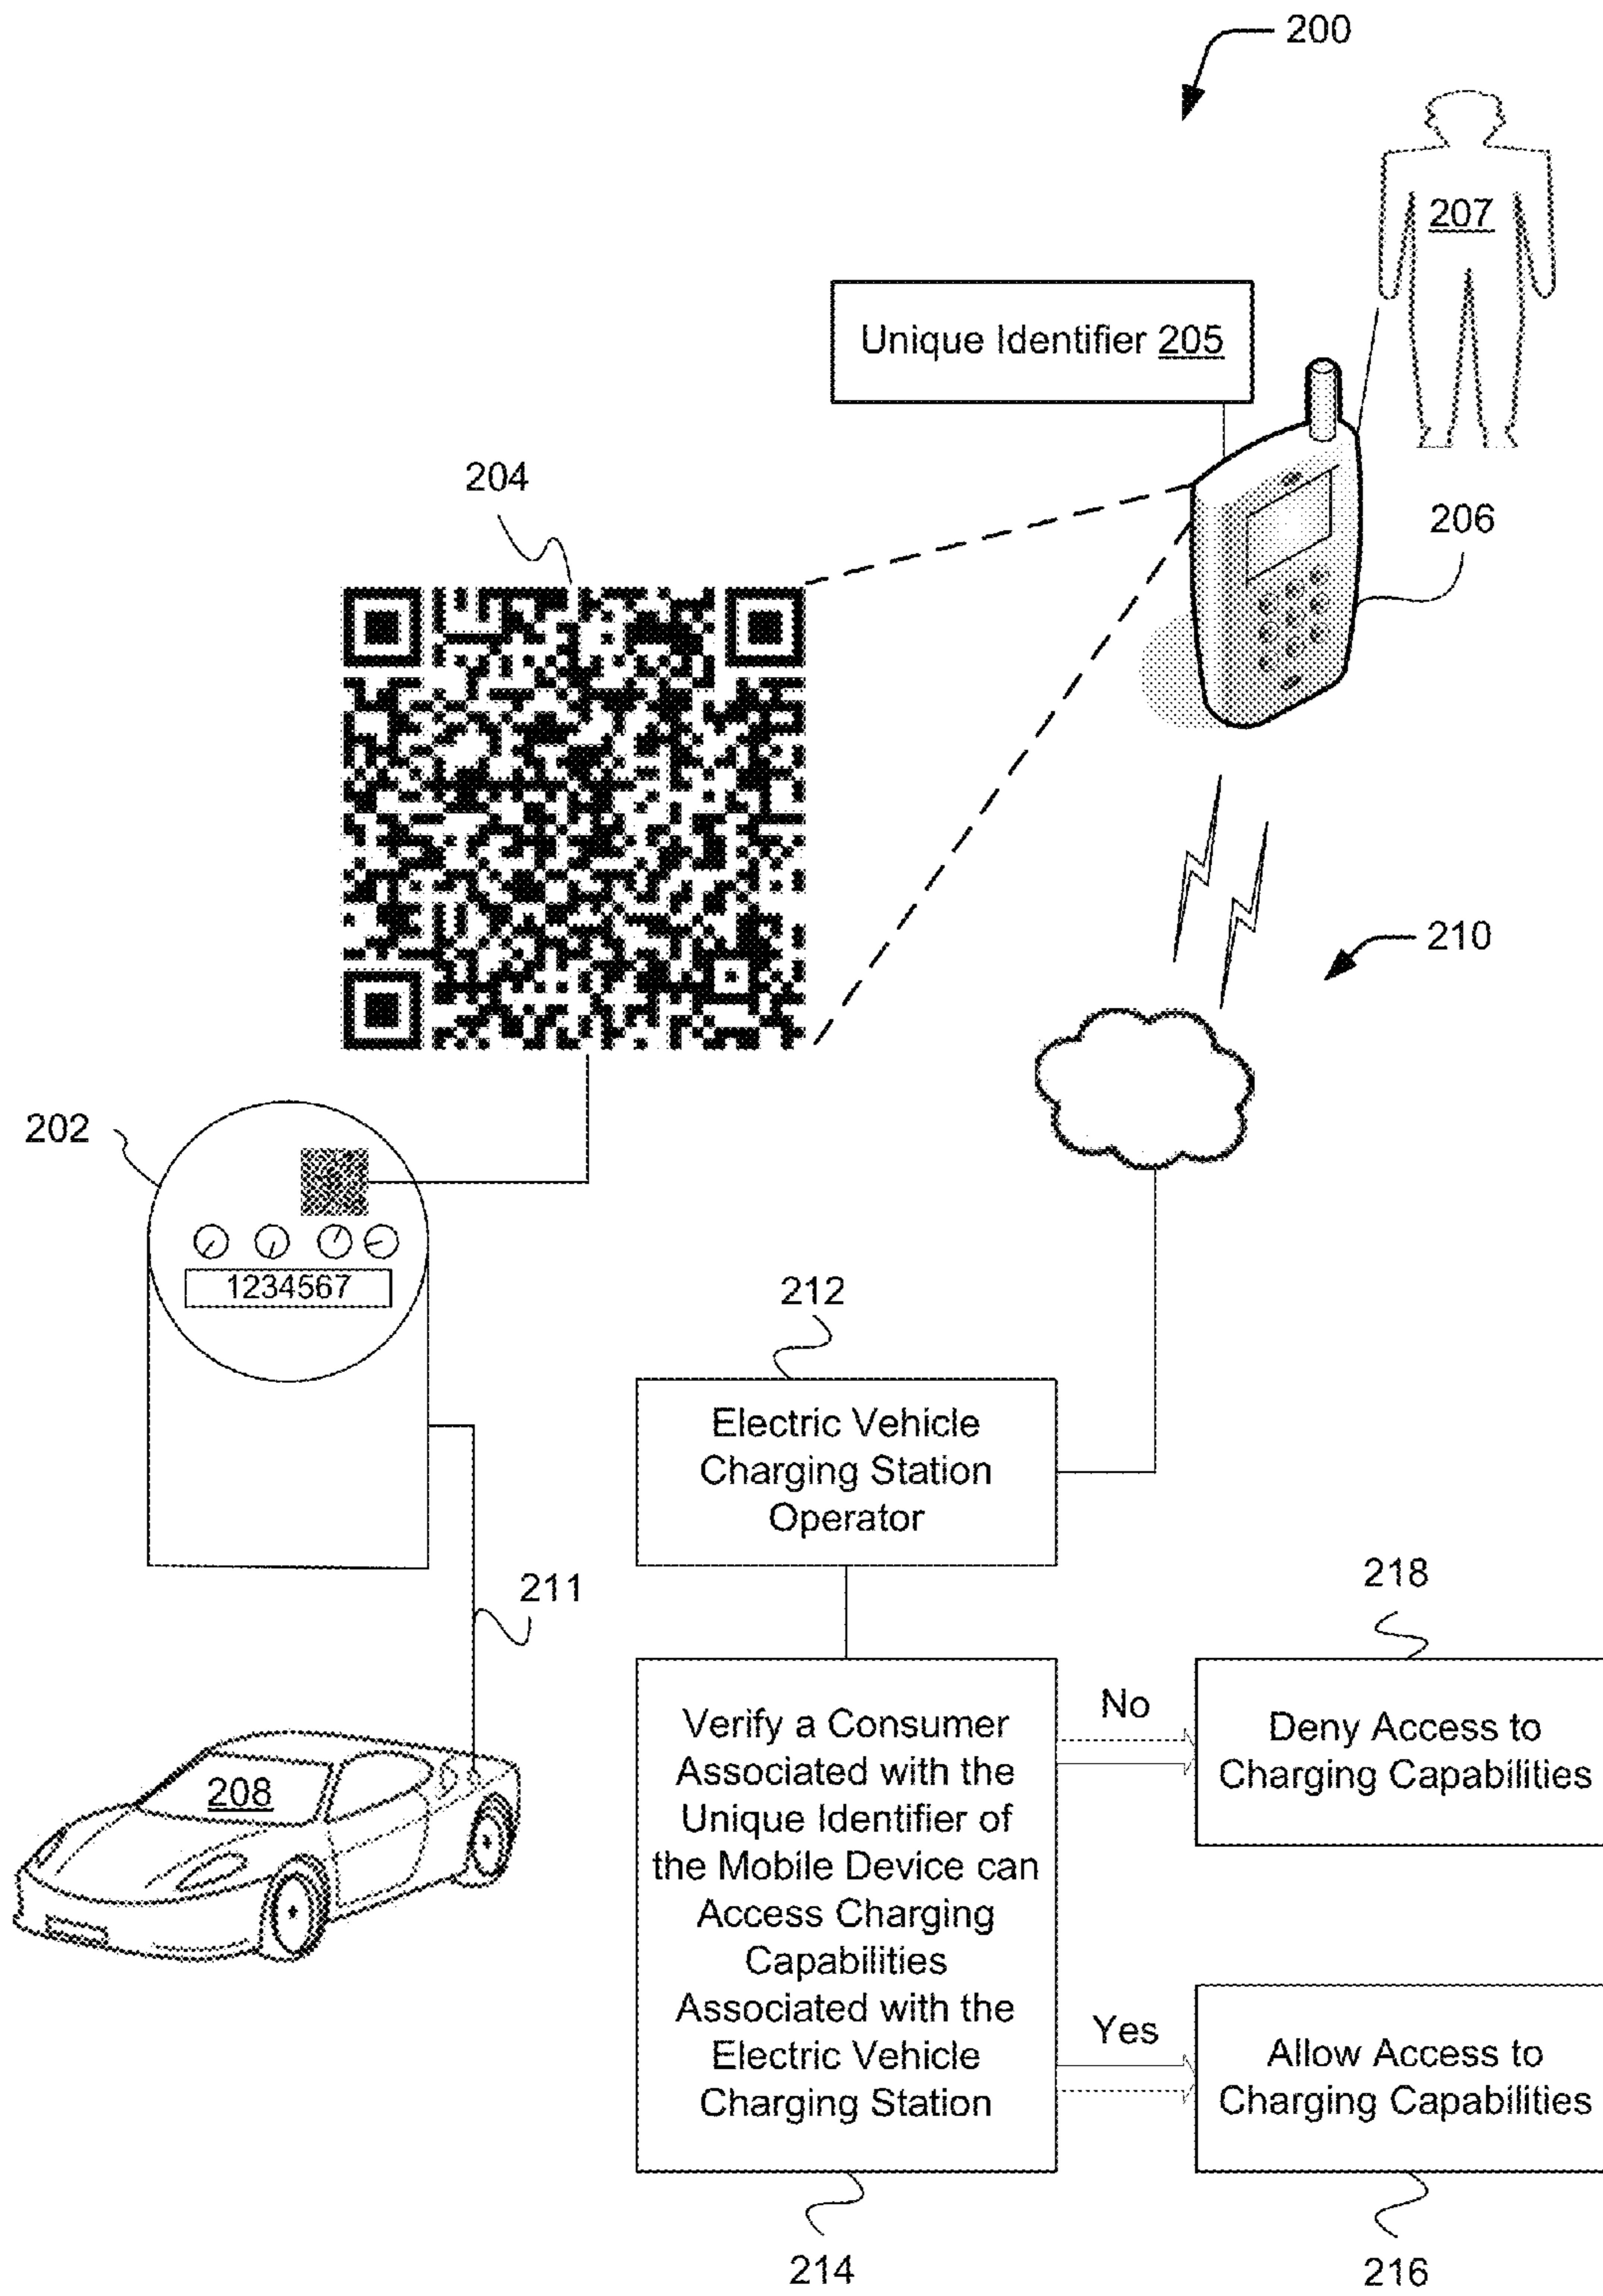 200
207
Unique Identifier 205
204
206
210
202
1234567
212
Electric Vehicle
Charging Station
Operator
211
218
Verify a Consumer
Associated with the
Unique Identifier of
the Mobile Device can
Access Charging
Capabilities
Associated with the
Electric Vehicle
Charging Station
No
Deny Access to
Charging Capabilities
208
Yes
Allow Access to
Charging Capabilities
214
216